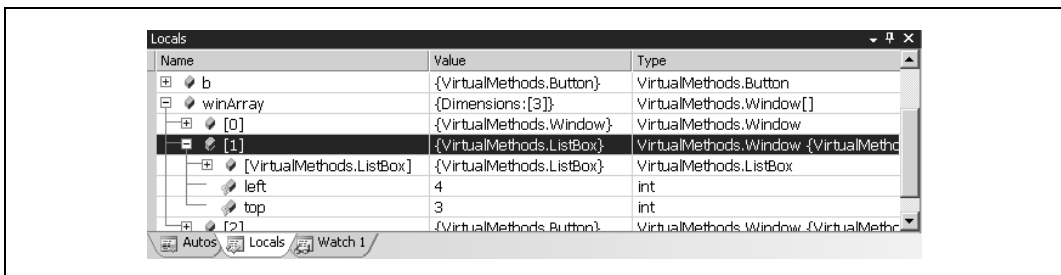 Locals
Name Value Type
b {VirtualMethods.Button} VirtualMethods.Button
winArray {Dimensions:[3]} VirtualMethods.Window[]
[0] {VirtualMethods.Window} VirtualMethods.Window
[1] {VirtualMethods.ListBox} VirtualMethods.Window {VirtualMethod
[VirtualMethods.ListBox] {VirtualMethods.ListBox} VirtualMethods.ListBox
left 4 int
top 3 int
[2] {VirtualMethods.Button} VirtualMethods.Window {VirtualMethod
Autos Locals Watch 1